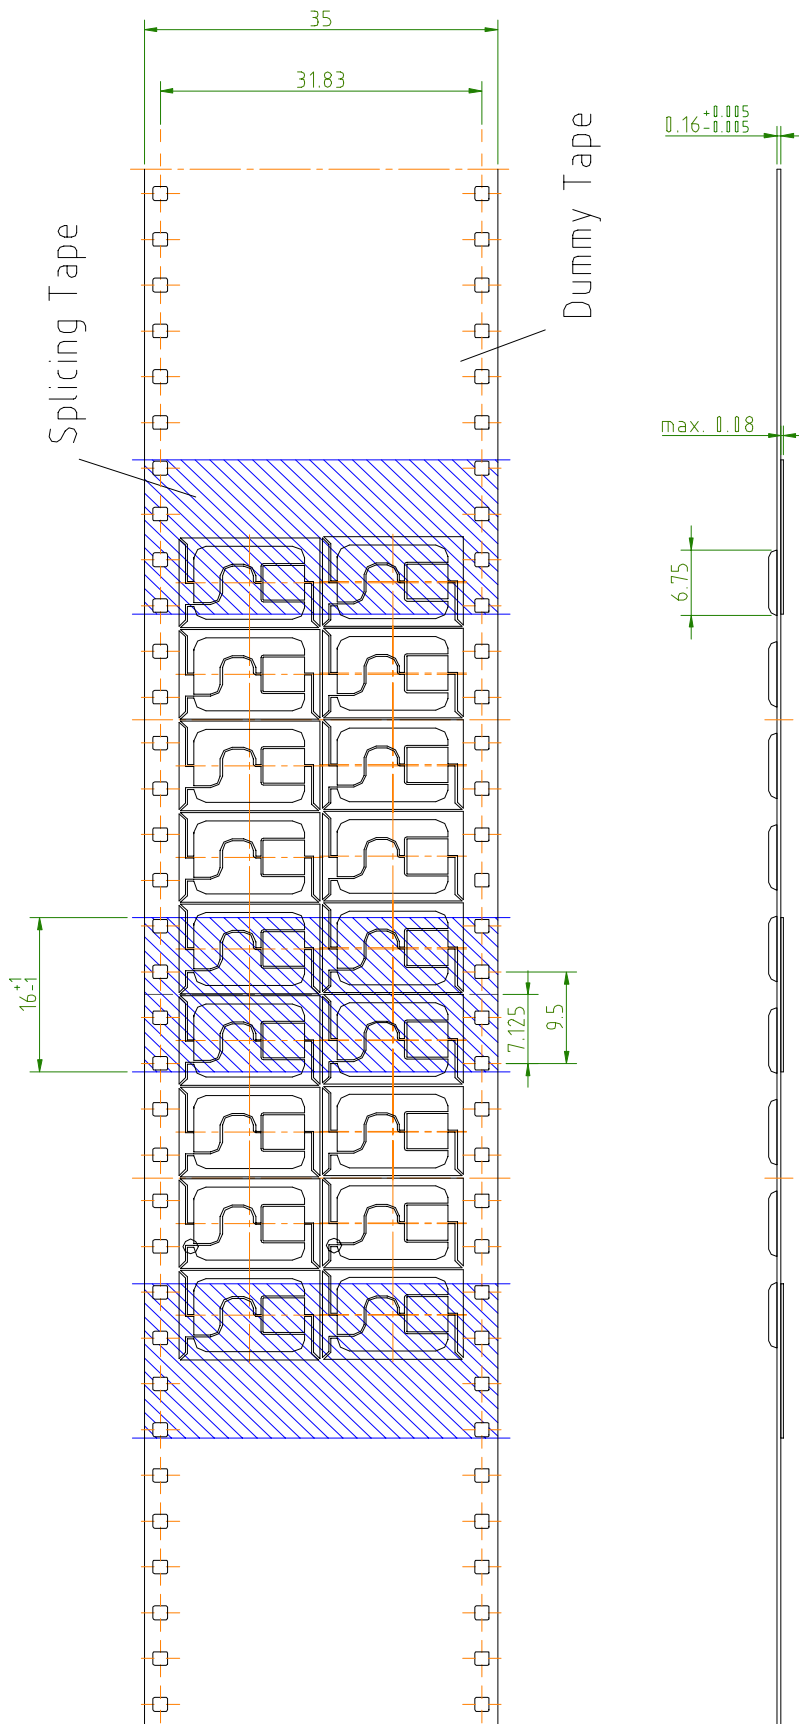 35
31.83
0.16 +0.005 -0.005
Dummy Tape
Splicing Tape
max. 0.08
6.75
16 +1 -1
7.125
9.5